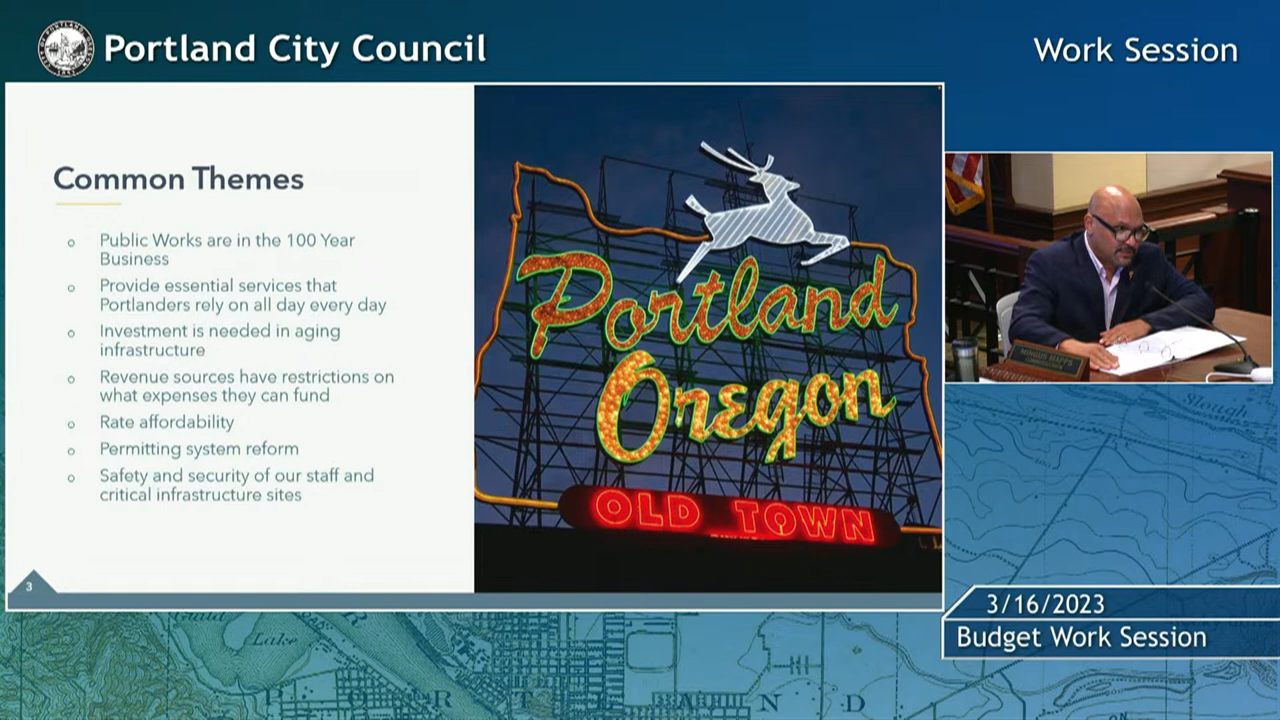 Portland City Council
Work Session
Common Themes
Public Works are in the 100 Year
Business
Provide essential services that
Portlanders rely on all day every day
Investment is needed in aging
infrastructure
Revenue sources have restrictions on
what expenses they can fund
Rate affordability
Permitting system reform
Safety and security of our staff and
critical infrastructure sites
3
Portland
Oregon
OLD TOWN
MINGUS MAPPS
Slough
3/16/2023
Budget Work Session
Guild
Lake
P O R T L A N D